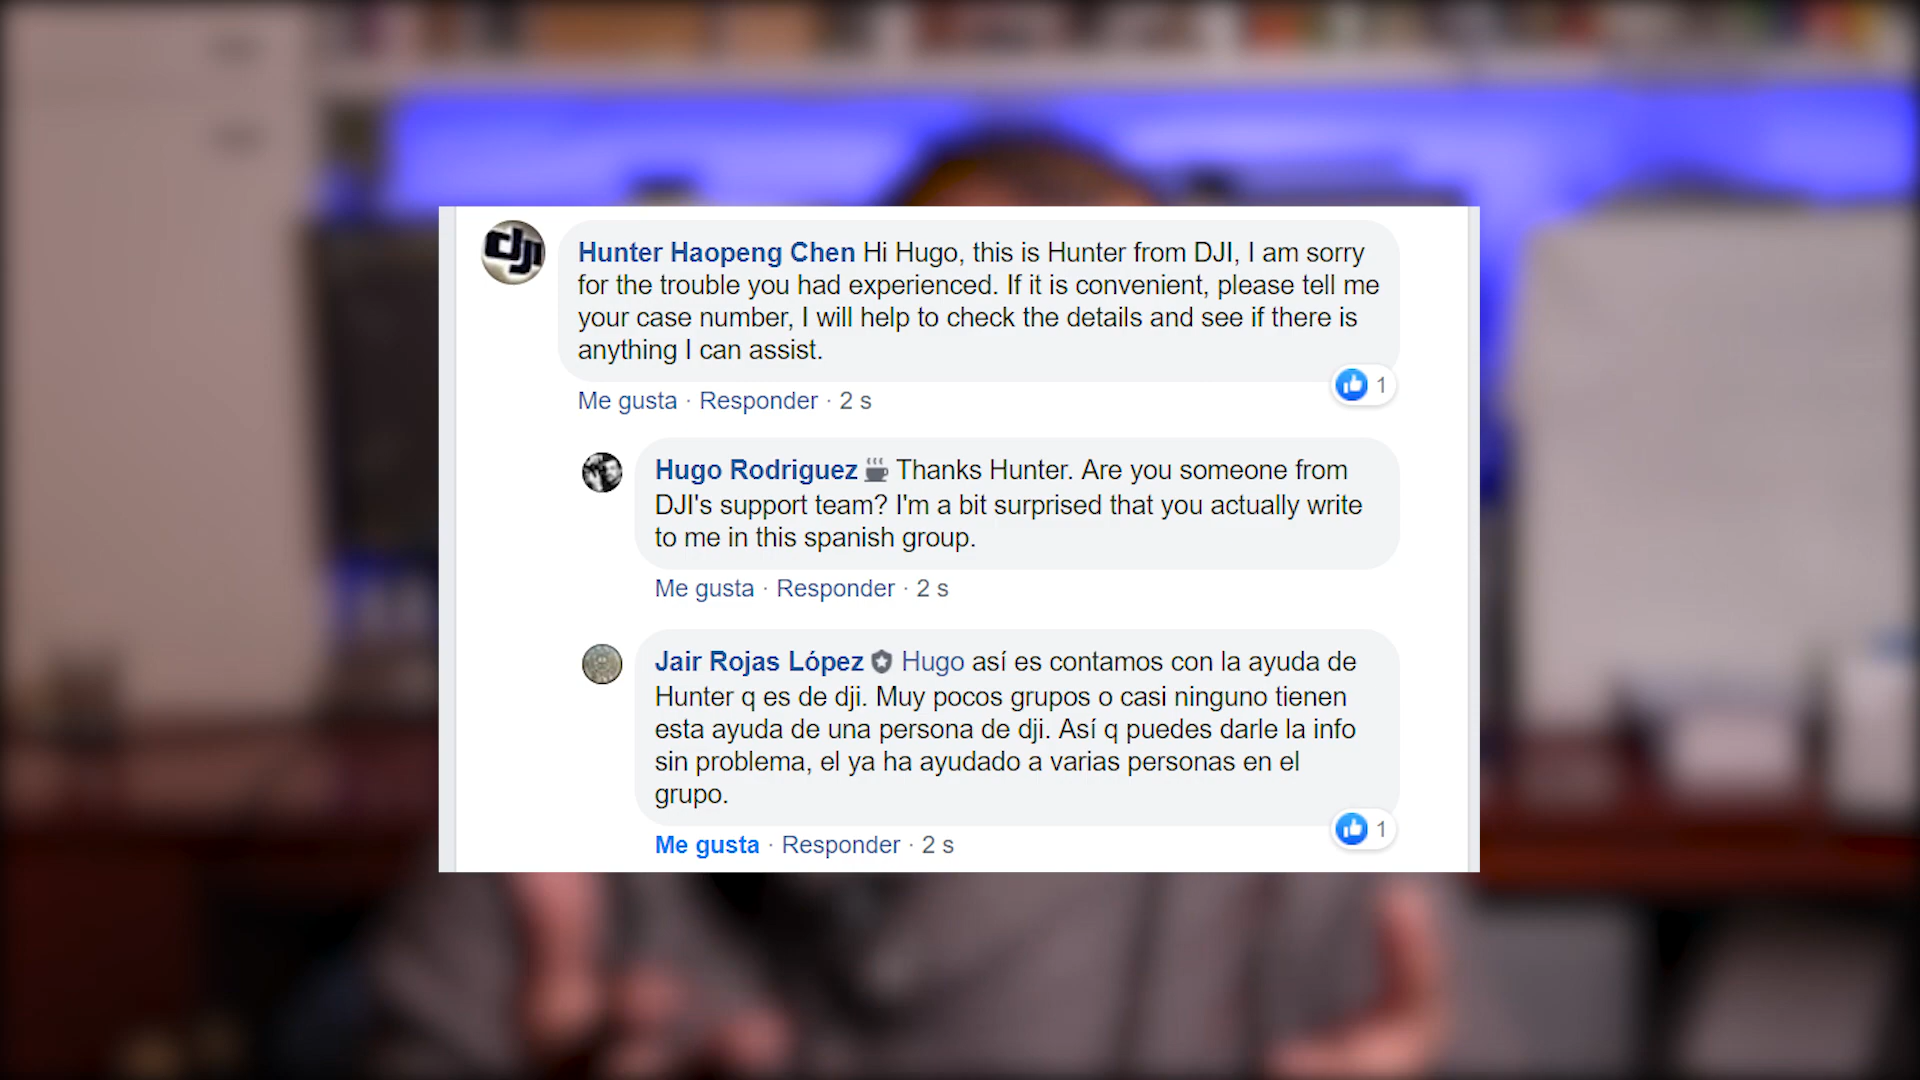 dji
Hunter Haopeng Chen Hi Hugo, this is Hunter from DJI, I am sorry
for the trouble you had experienced. If it is convenient, please tell me
your case number, I will help to check the details and see if there is
anything I can assist.
1
Me gusta · Responder · 2 s
Hugo Rodriguez Thanks Hunter. Are you someone from
DJI's support team? I'm a bit surprised that you actually write
to me in this spanish group.
Me gusta · Responder · 2 s
Jair Rojas López Hugo así es contamos con la ayuda de
Hunter q es de dji. Muy pocos grupos o casi ninguno tienen
esta ayuda de una persona de dji. Así q puedes darle la info
sin problema, el ya ha ayudado a varias personas en el
grupo.
1
Me gusta · Responder · 2 s